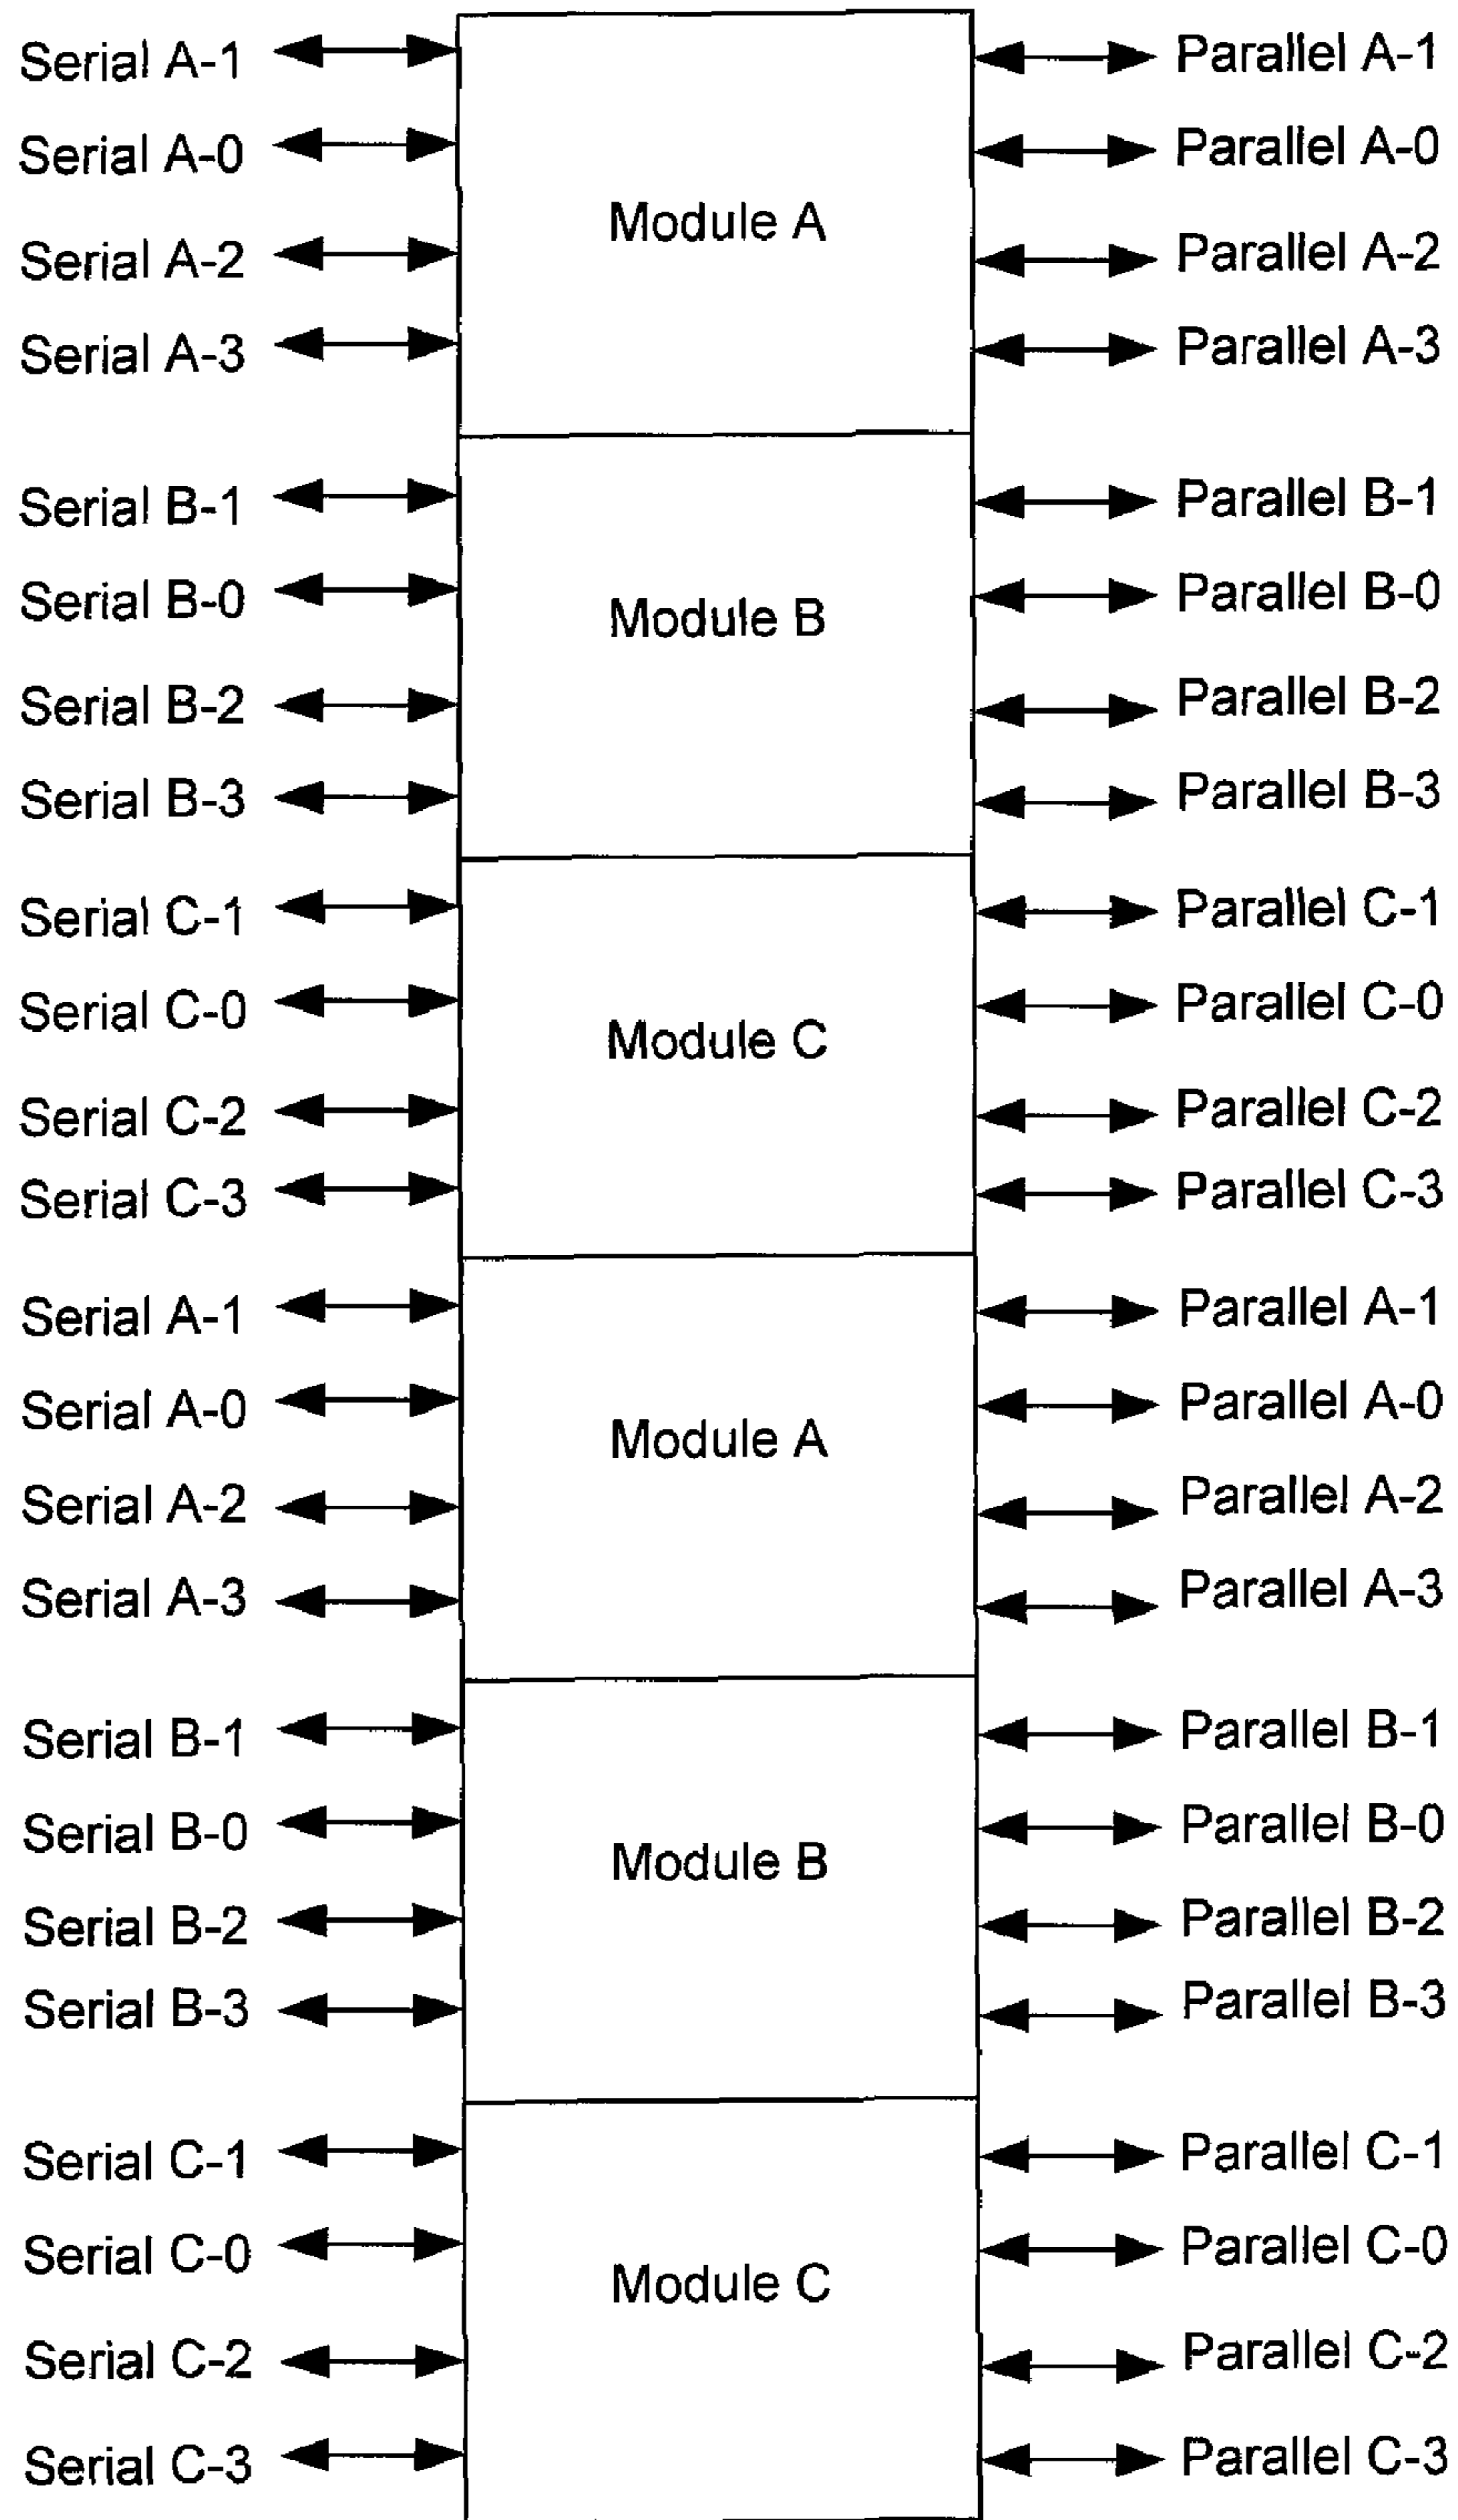 Serial A-1 Parallel A-1
Serial A-0 Parallel A-0
Module A
Serial A-2 Parallel A-2
Serial A-3 Parallel A-3
Serial B-1 Parallel B-1
Serial B-0 Parallel B-0
Module B
Serial B-2 Parallel B-2
Serial B-3 Parallel B-3
Serial C-1 Parallel C-1
Serial C-0 Parallel C-0
Module C
Serial C-2 Parallel C-2
Serial C-3 Parallel C-3
Serial A-1 Parallel A-1
Serial A-0 Parallel A-0
Module A
Serial A-2 Parallel A-2
Serial A-3 Parallel A-3
Serial B-1 Parallel B-1
Serial B-0 Parallel B-0
Module B
Serial B-2 Parallel B-2
Serial B-3 Parallel B-3
Serial C-1 Parallel C-1
Serial C-0 Parallel C-0
Module C
Serial C-2 Parallel C-2
Serial C-3 Parallel C-3